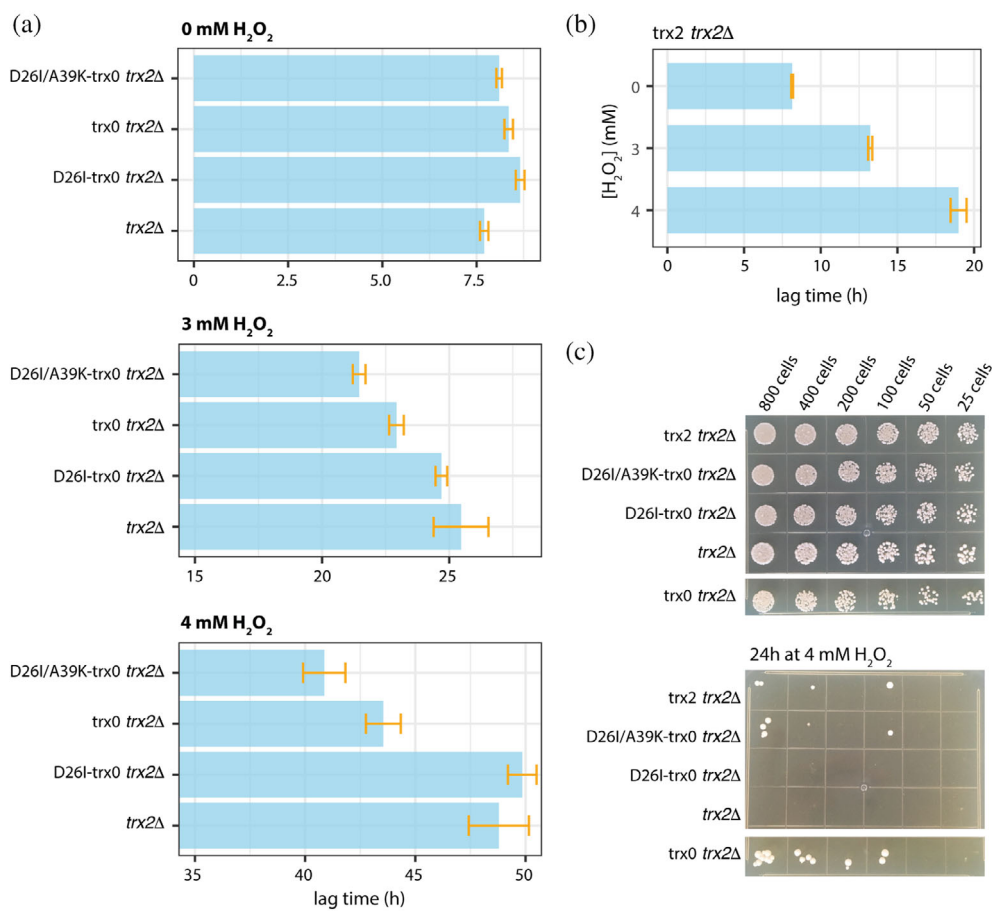 (a)
0 mM H₂O₂
D26I/A39K-trx0 trx2Δ
trx0 trx2Δ
D26I-trx0 trx2Δ
trx2Δ
0 2.5 5.0 7.5
3 mM H₂O₂
D26I/A39K-trx0 trx2Δ
trx0 trx2Δ
D26I-trx0 trx2Δ
trx2Δ
15 20 25
4 mM H₂O₂
D26I/A39K-trx0 trx2Δ
trx0 trx2Δ
D26I-trx0 trx2Δ
trx2Δ
35 40 45 50
lag time (h)
(b)
trx2 trx2Δ
[H₂O₂] (mM)
0
3
4
0 5 10 15 20
lag time (h)
(c)
800 cells 400 cells 200 cells 100 cells 50 cells 25 cells
trx2 trx2Δ
D26I/A39K-trx0 trx2Δ
D26I-trx0 trx2Δ
trx2Δ
trx0 trx2Δ
24h at 4 mM H₂O₂
trx2 trx2Δ
D26I/A39K-trx0 trx2Δ
D26I-trx0 trx2Δ
trx2Δ
trx0 trx2Δ